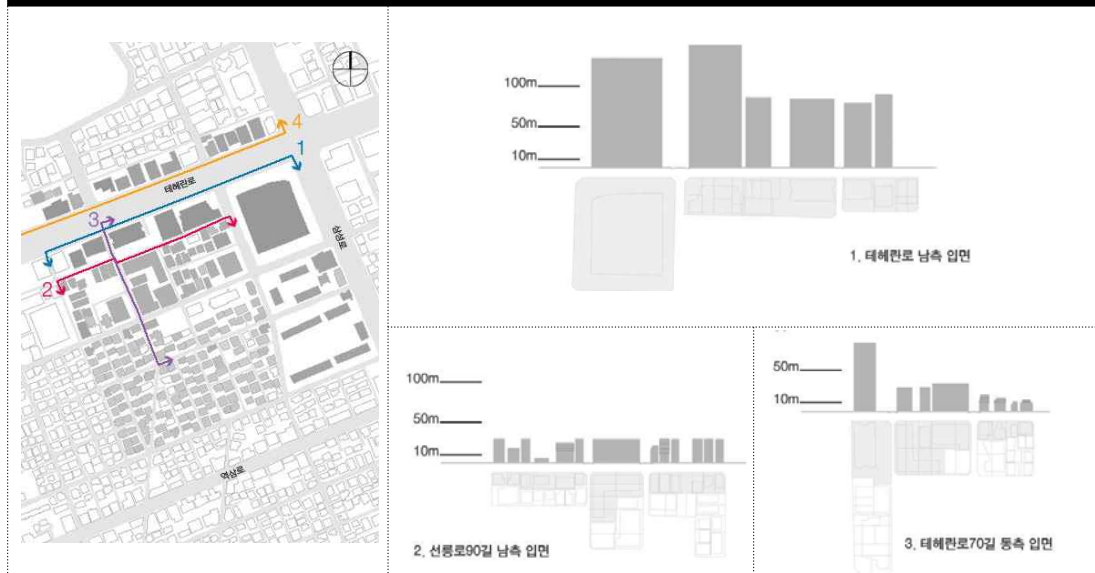 4
1
테헤란로
3
2
삼성로
역삼로
100m
50m
10m
1. 테헤란로 남측 입면
100m
50m
10m
2. 선릉로90길 남측 입면
50m
10m
3. 테헤란로70길 동측 입면